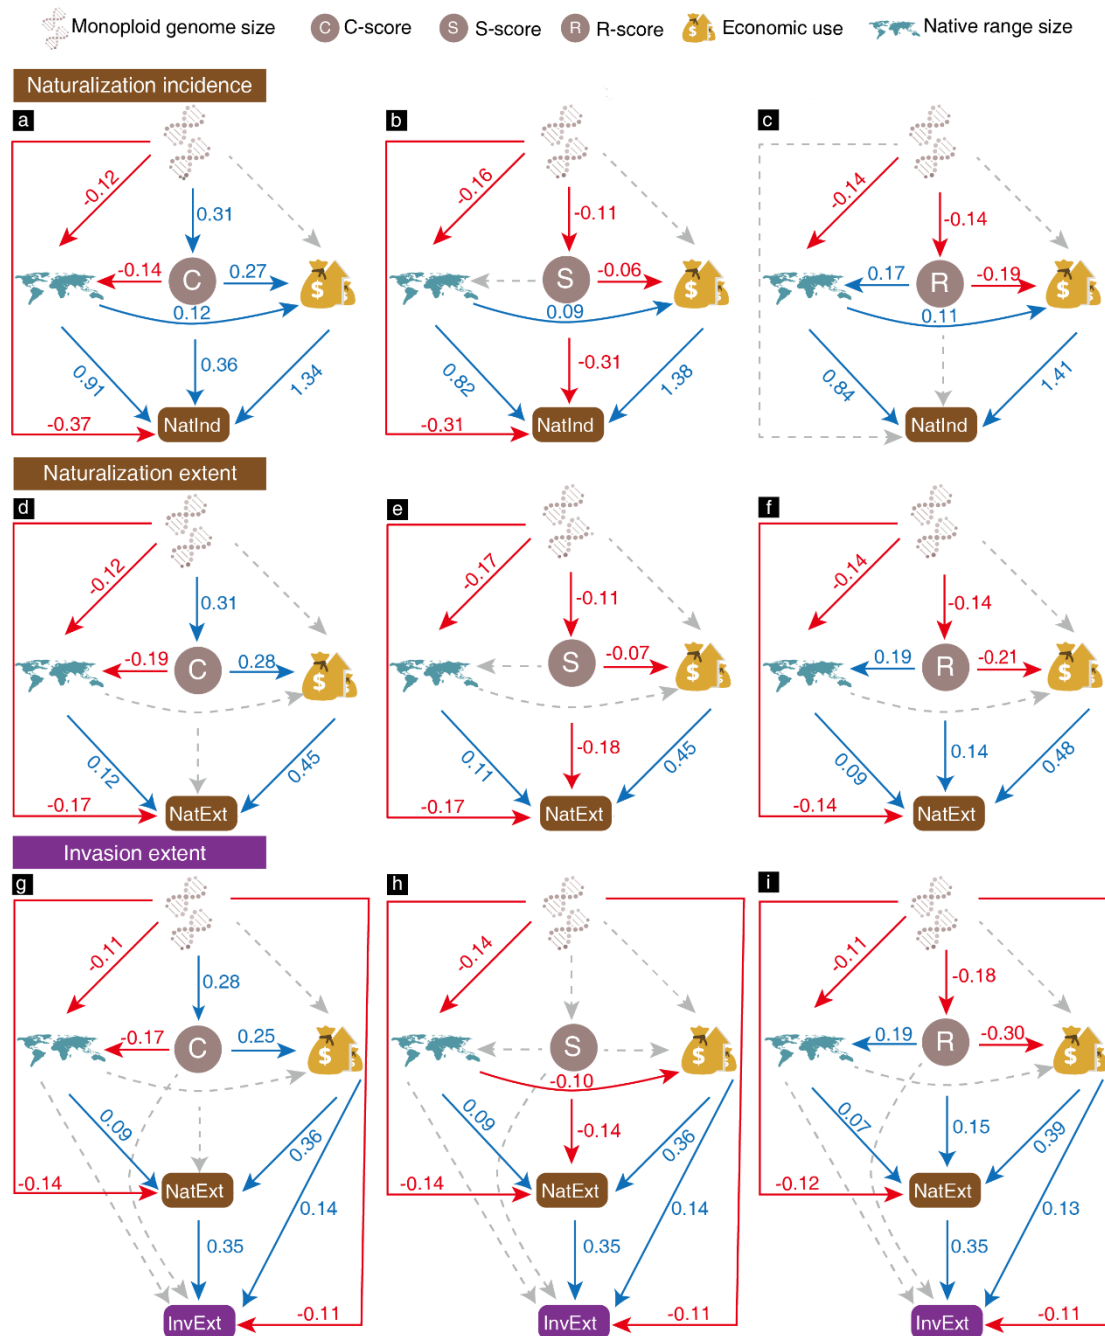 Monoploid genome size C C-score S S-score R R-score $ Economic use Native range size
Naturalization incidence
a b c
-0.12 -0.16 -0.14
0.31 -0.11 -0.14
-0.14 C 0.27 $ S -0.06 $ 0.17 R -0.19 $
0.12 0.09 0.11
0.91 0.36 1.34 0.82 -0.31 1.38 0.84 1.41
-0.37 NatInd -0.31 NatInd NatInd
Naturalization extent
d e f
-0.12 -0.17 -0.14
0.31 -0.11 -0.14
-0.19 C 0.28 $ S -0.07 $ 0.19 R -0.21 $
0.12 0.45 0.11 -0.18 0.45 0.09 0.14 0.48
-0.17 NatExt -0.17 NatExt -0.14 NatExt
Invasion extent
g h i
-0.11 -0.14 -0.11
0.28 -0.18
-0.17 C 0.25 $ S $ 0.19 R -0.30 $
-0.10
0.09 0.36 0.09 -0.14 0.36 0.07 0.15 0.39
-0.14 NatExt 0.14 -0.14 NatExt 0.14 -0.12 NatExt 0.13
0.35 0.35 0.35
InvExt -0.11 InvExt -0.11 InvExt -0.11